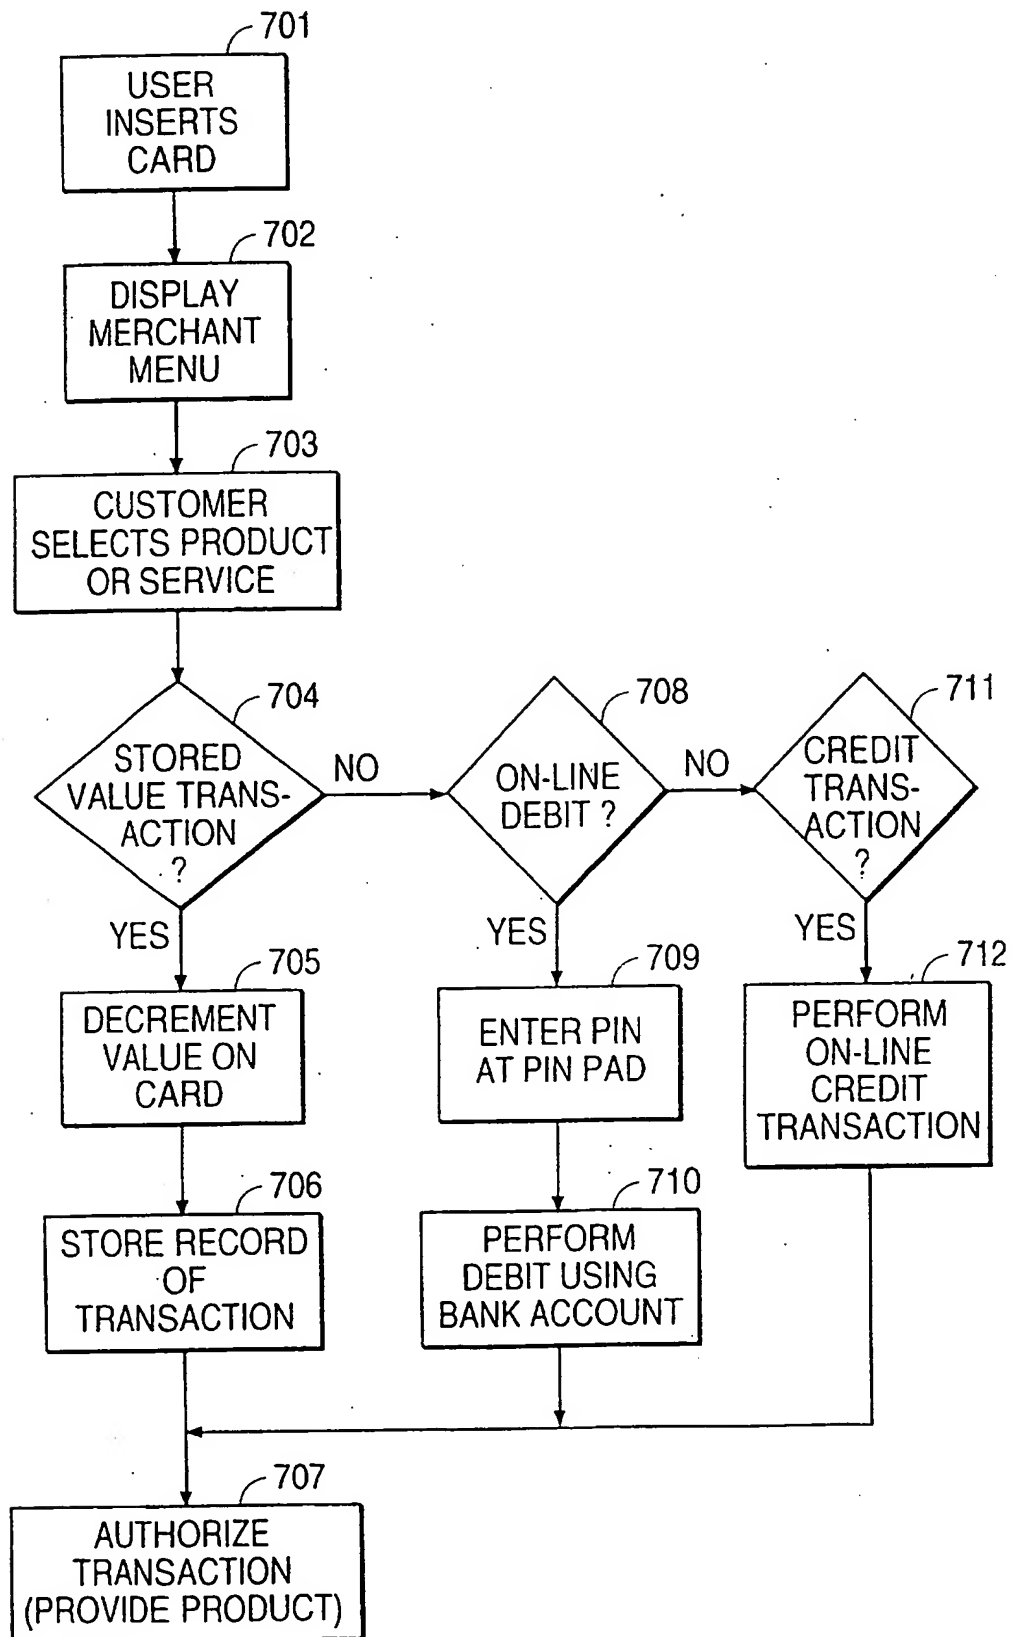 701
USER
INSERTS
CARD
702
DISPLAY
MERCHANT
MENU
703
CUSTOMER
SELECTS PRODUCT
OR SERVICE
704
STORED
VALUE TRANS-
ACTION
?
NO
YES
708
ON-LINE
DEBIT ?
NO
YES
711
CREDIT
TRANS-
ACTION
?
YES
705
DECREMENT
VALUE ON
CARD
709
ENTER PIN
AT PIN PAD
712
PERFORM
ON-LINE
CREDIT
TRANSACTION
706
STORE RECORD
OF
TRANSACTION
710
PERFORM
DEBIT USING
BANK ACCOUNT
707
AUTHORIZE
TRANSACTION
(PROVIDE PRODUCT)